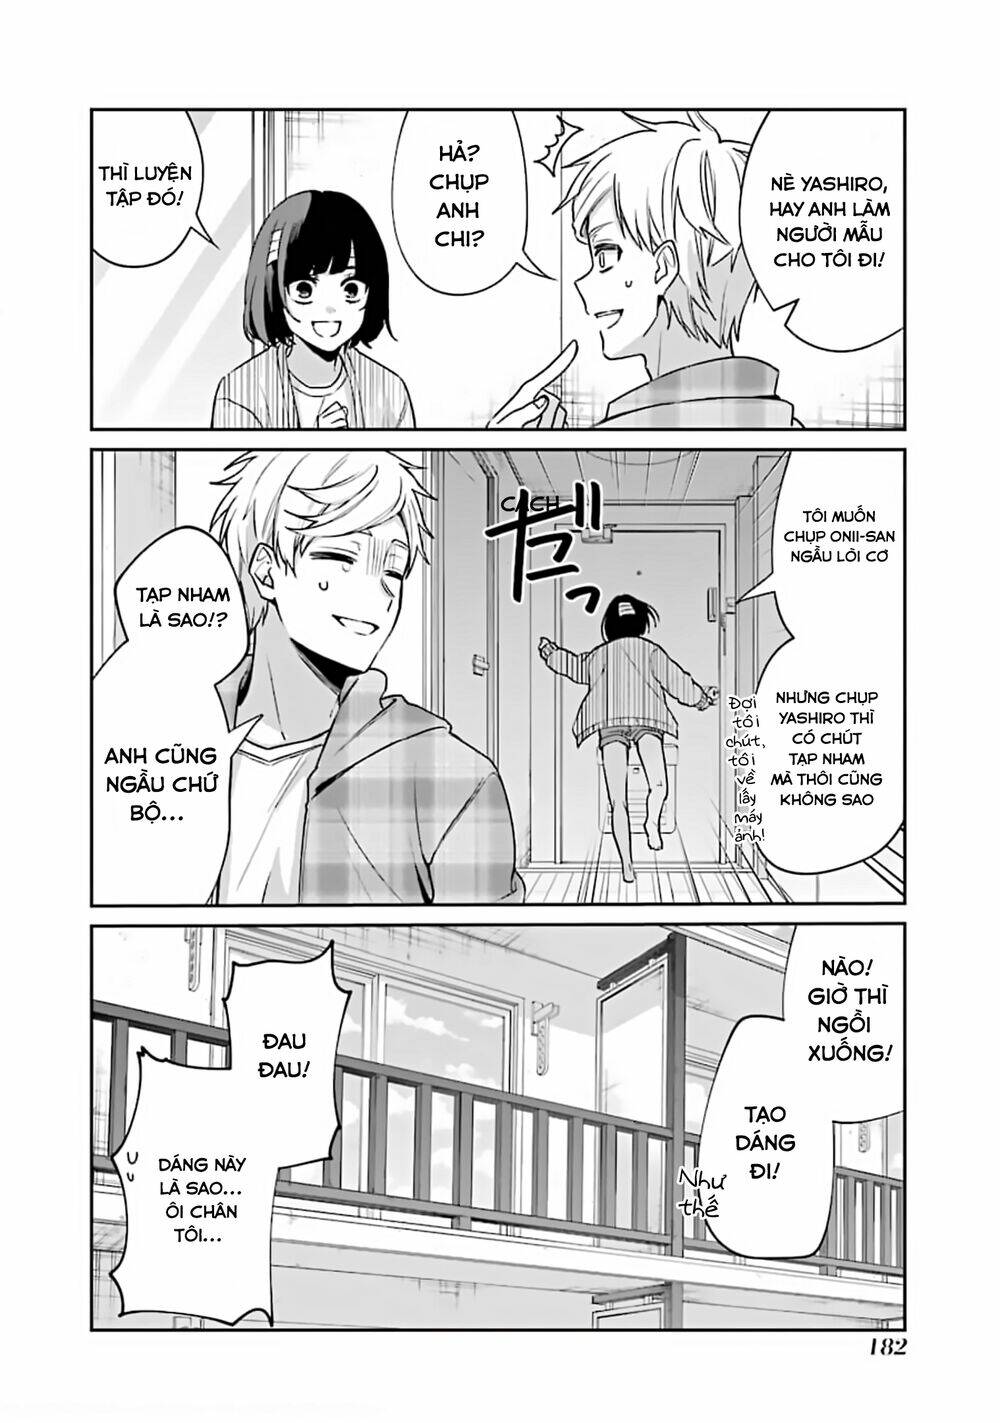 NÈ YASHIRO,
HAY ANH LÀM
NGƯỜI MẪU
CHO TÔI ĐI!
HẢ?
CHỤP
ANH
CHI?
THÌ LUYỆN
TẬP ĐÓ!
TÔI MUỐN
CHỤP ONII-SAN
NGẦU LÒI CƠ
NHƯNG CHỤP
YASHIRO THÌ
CÓ CHÚT
TẠP NHAM
MÀ THÔI CŨNG
KHÔNG SAO
Đợi
tôi
chút,
tôi
về
lấy
máy
ảnh!
CẠCH
ガ゛ロッ
TẠP NHAM
LÀ SAO!?
ANH CŨNG
NGẦU CHỨ
BỘ...
NÀO!
GIỜ THÌ
NGỒI
XUỐNG!
TẠO
DÁNG
ĐI!
Như
thế
ĐAU
ĐAU!
DÁNG NÀY
LÀ SAO...
ÔI CHÂN
TÔI...
182